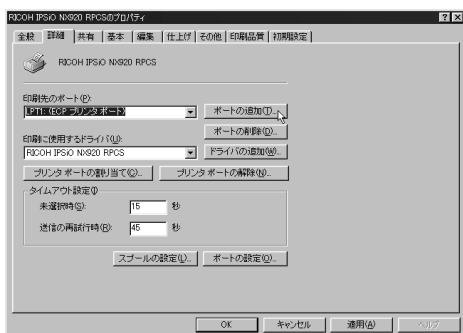 RICOH IPSiO NX920 RPCSのプロパティ
全般 詳細 共有 基本 編集 仕上げ その他 印刷品質 初期設定
RICOH IPSiO NX920 RPCS
印刷先のポート(P):
LPT1: (ECP プリンタ ポート) ポートの追加(T)...
ポートの削除(D)...
印刷に使用するドライバ(U):
RICOH IPSiO NX920 RPCS ドライバの追加(W)...
プリンタ ポートの割り当て(C)... プリンタ ポートの解除(N)...
タイムアウト設定
未選択時(S): 15 秒
送信の再試行時(R): 45 秒
スプールの設定(L)... ポートの設定(O)...
OK キャンセル 適用(A) ヘルプ